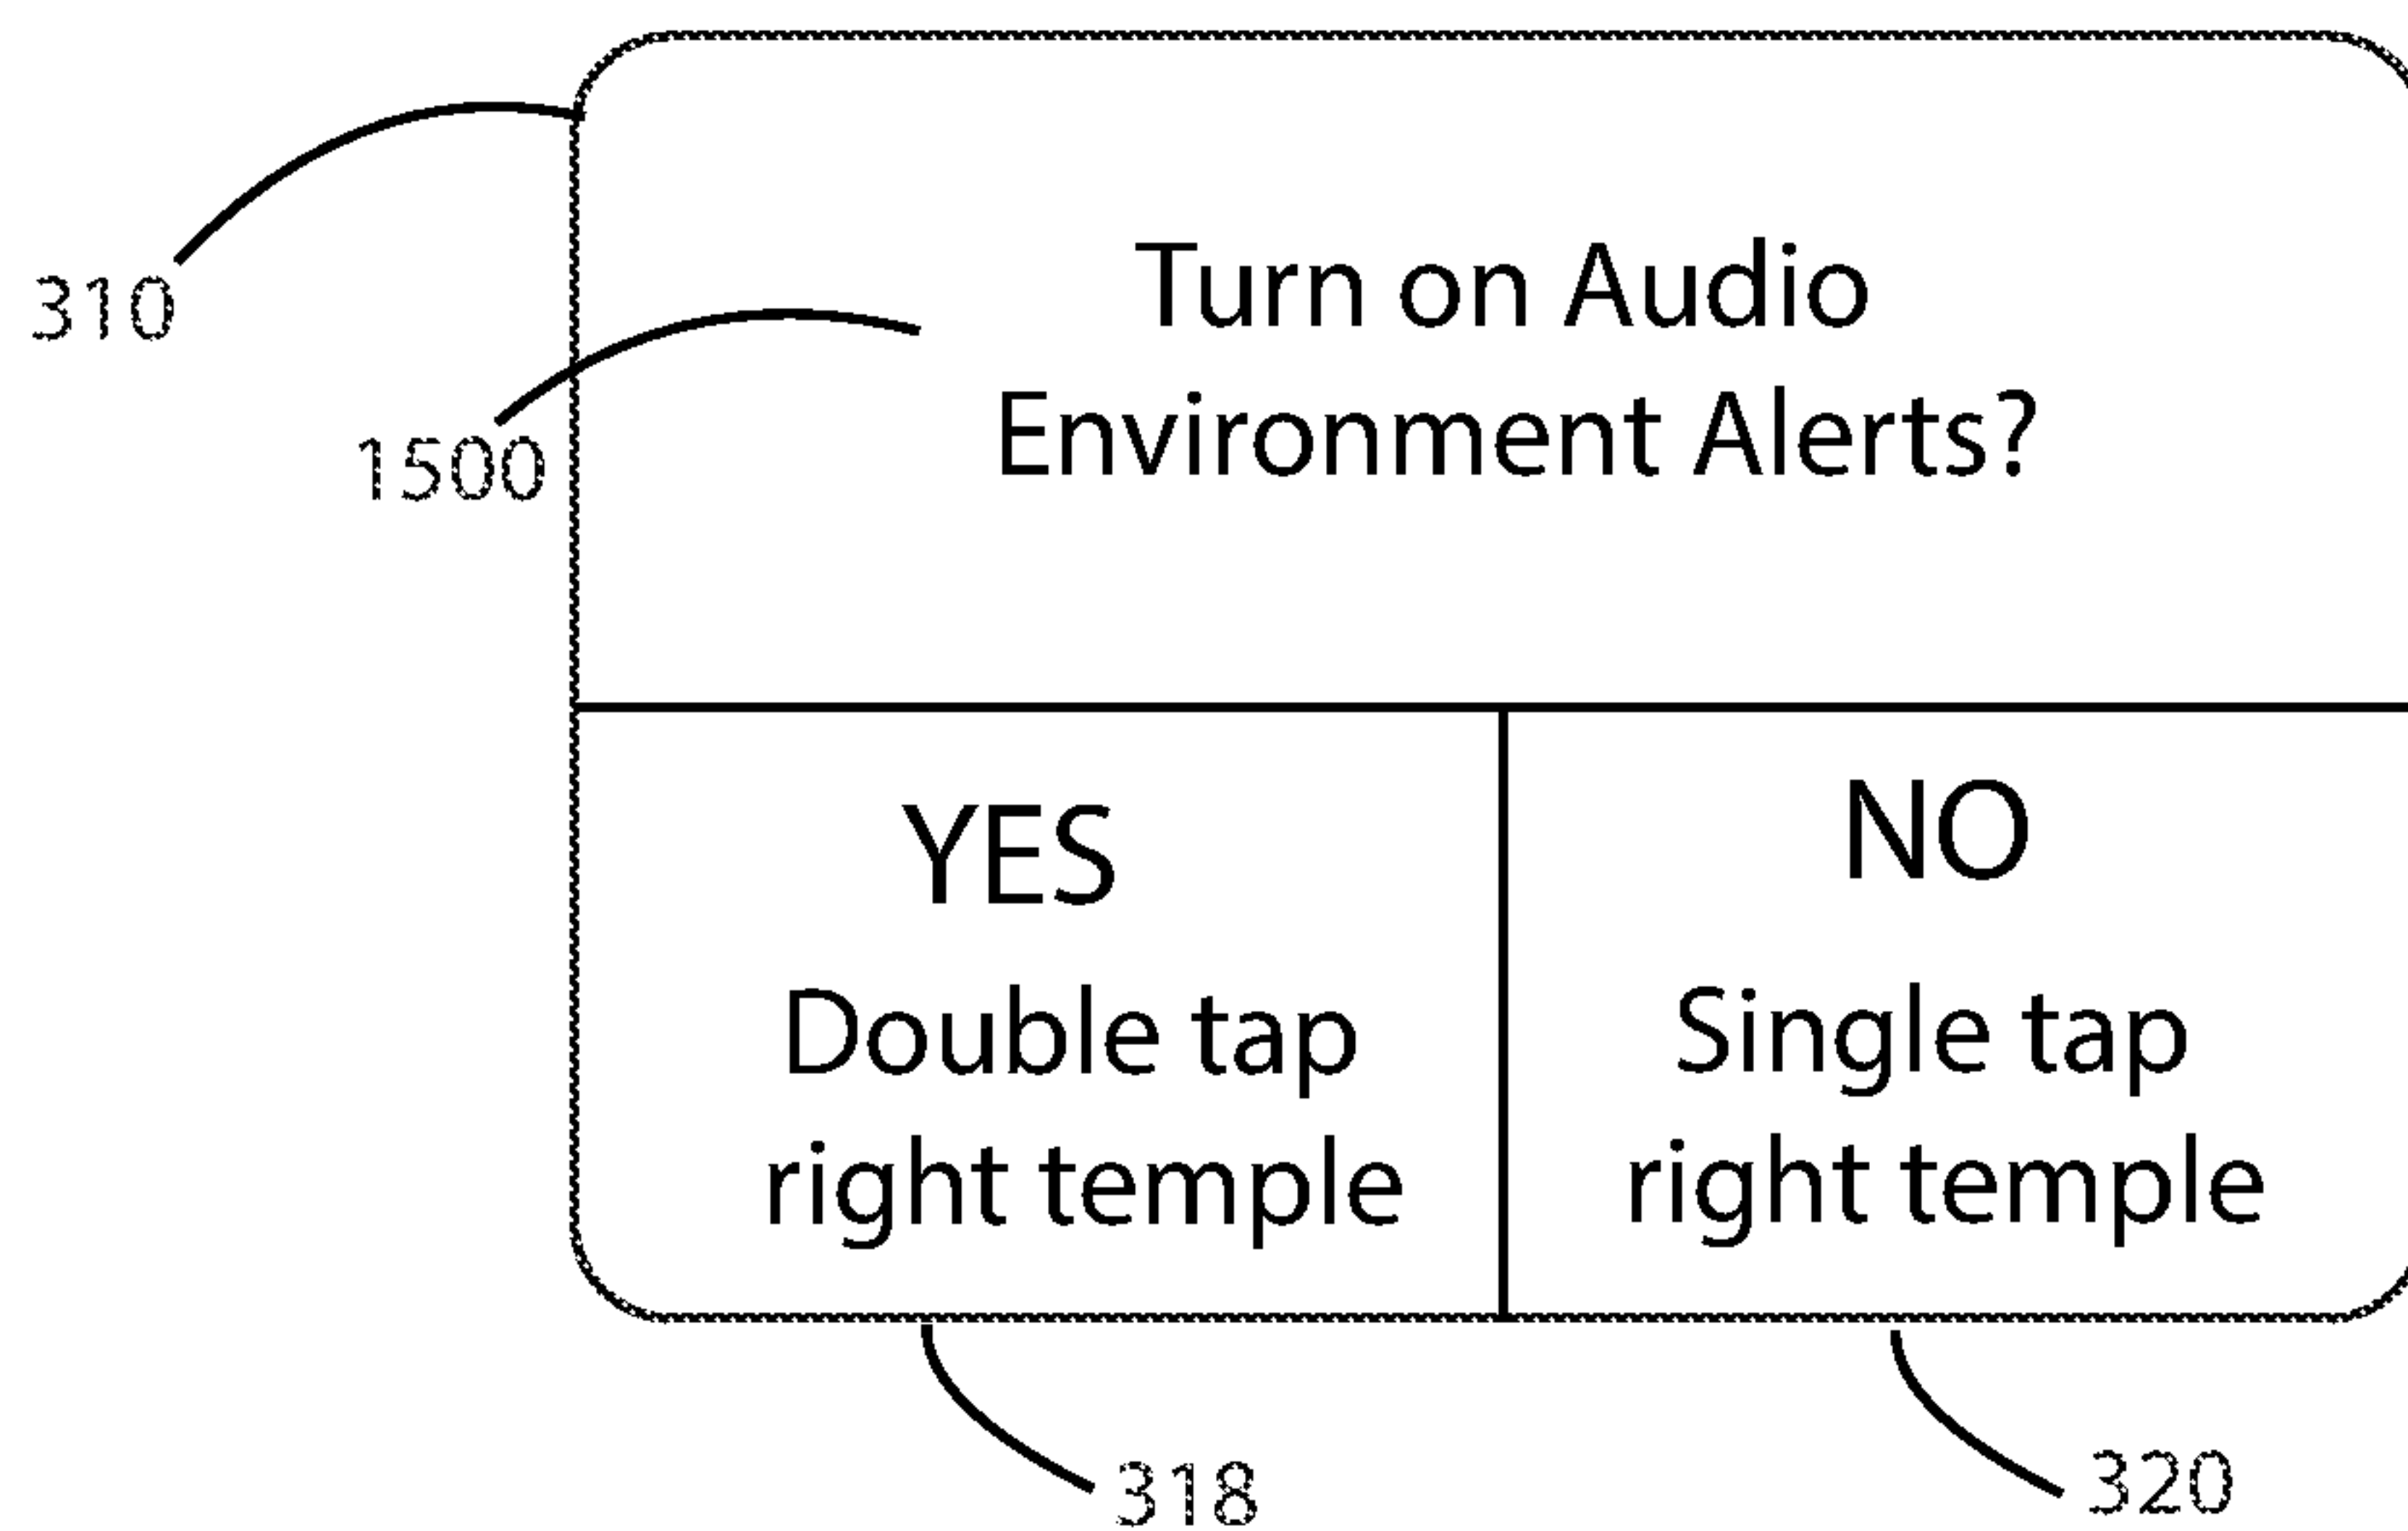 310
Turn on Audio
1500
Environment Alerts?
YES
Double tap
right temple
NO
Single tap
right temple
318
320